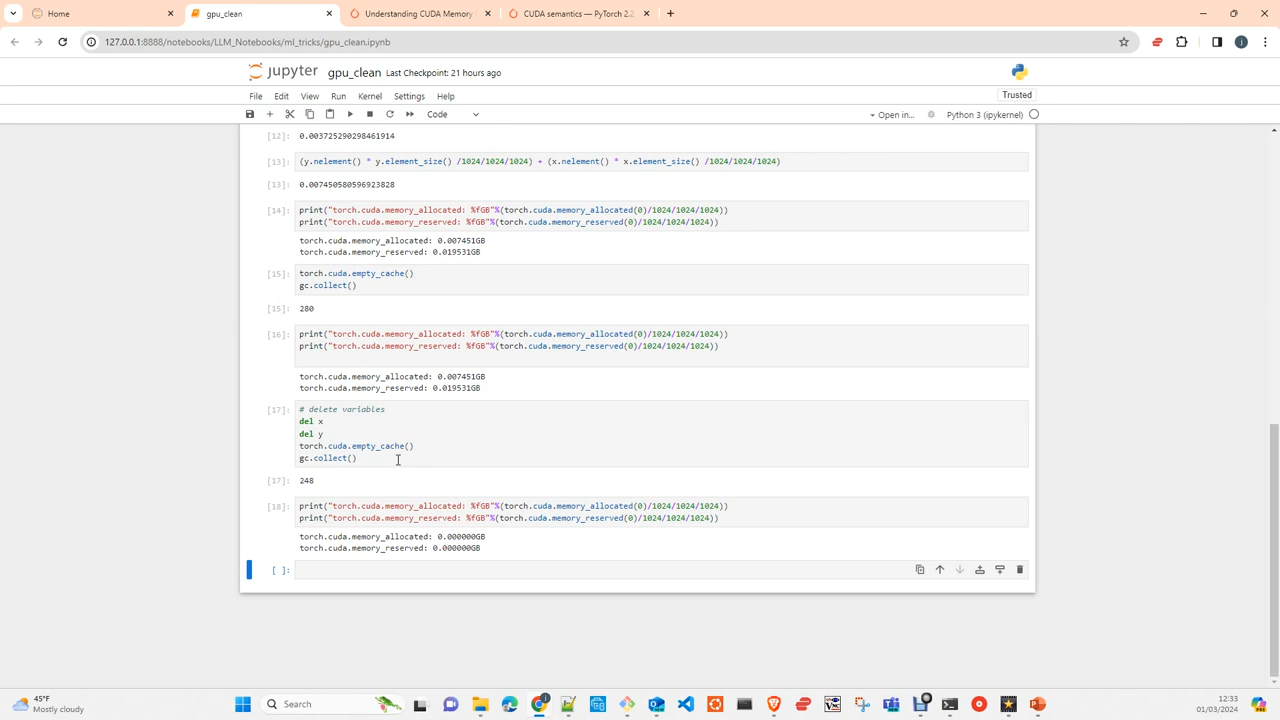 Home
gpu_clean
Understanding CUDA Memory
CUDA semantics — PyTorch 2.2
127.0.0.1:8888/notebooks/LLM_Notebooks/ml_tricks/gpu_clean.ipynb
jupyter gpu_clean Last Checkpoint: 21 hours ago
File Edit View Run Kernel Settings Help
Trusted
Code
Open in...
Python 3 (ipykernel)
[12]: 0.003725290298461914
[13]: (y.nelement() * y.element_size() /1024/1024/1024) + (x.nelement() * x.element_size() /1024/1024/1024)
[13]: 0.007450580596923828
[14]: print("torch.cuda.memory_allocated: %fGB"%(torch.cuda.memory_allocated(0)/1024/1024/1024))
print("torch.cuda.memory_reserved: %fGB"%(torch.cuda.memory_reserved(0)/1024/1024/1024))
torch.cuda.memory_allocated: 0.007451GB
torch.cuda.memory_reserved: 0.019531GB
[15]: torch.cuda.empty_cache()
gc.collect()
[15]: 280
[16]: print("torch.cuda.memory_allocated: %fGB"%(torch.cuda.memory_allocated(0)/1024/1024/1024))
print("torch.cuda.memory_reserved: %fGB"%(torch.cuda.memory_reserved(0)/1024/1024/1024))
torch.cuda.memory_allocated: 0.007451GB
torch.cuda.memory_reserved: 0.019531GB
[17]: # delete variables
del x
del y
torch.cuda.empty_cache()
gc.collect()
[17]: 248
[18]: print("torch.cuda.memory_allocated: %fGB"%(torch.cuda.memory_allocated(0)/1024/1024/1024))
print("torch.cuda.memory_reserved: %fGB"%(torch.cuda.memory_reserved(0)/1024/1024/1024))
torch.cuda.memory_allocated: 0.000000GB
torch.cuda.memory_reserved: 0.000000GB
[ ]:
45°F
Mostly cloudy
Search
12:33
01/03/2024